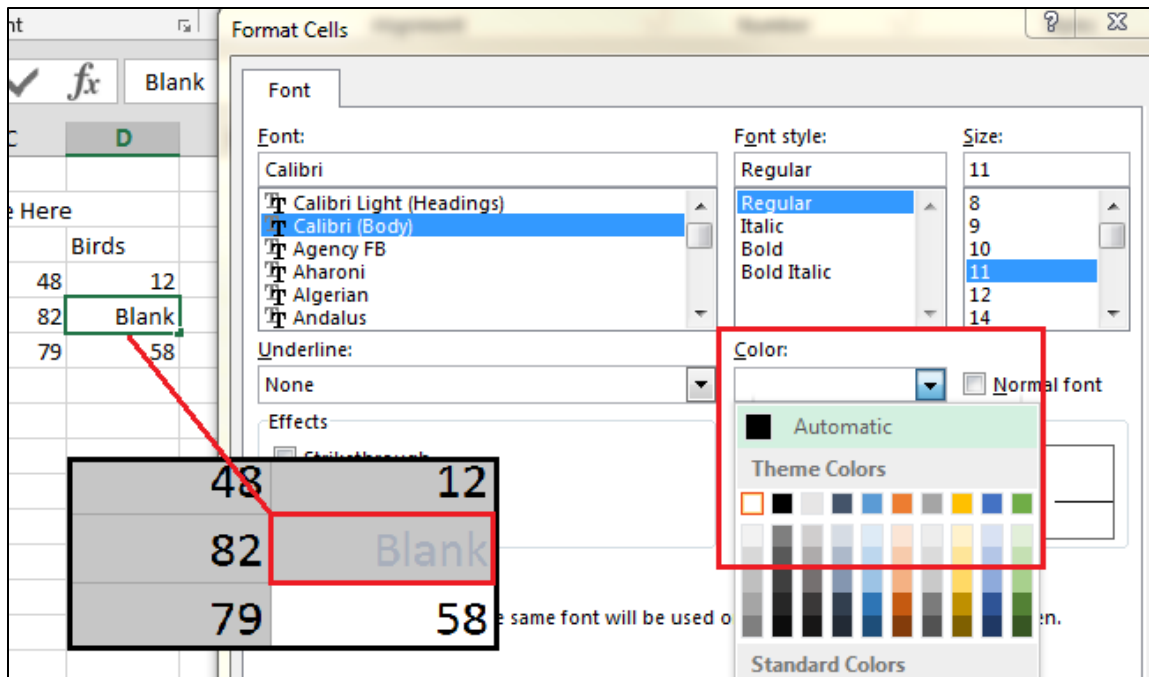 nt
Format Cells
fx Blank
Font
C D
Font: Font style: Size:
Calibri Regular 11
e Here
Birds
48 12
82 Blank
79 58
Calibri Light (Headings)
Calibri (Body)
Agency FB
Aharoni
Algerian
Andalus
Regular
Italic
Bold
Bold Italic
8
9
10
11
12
14
Underline: Color:
None
Normal font
Effects
Automatic
Strikethrough
Theme Colors
48 12
82 Blank
79 58
e same font will be used o
en.
Standard Colors